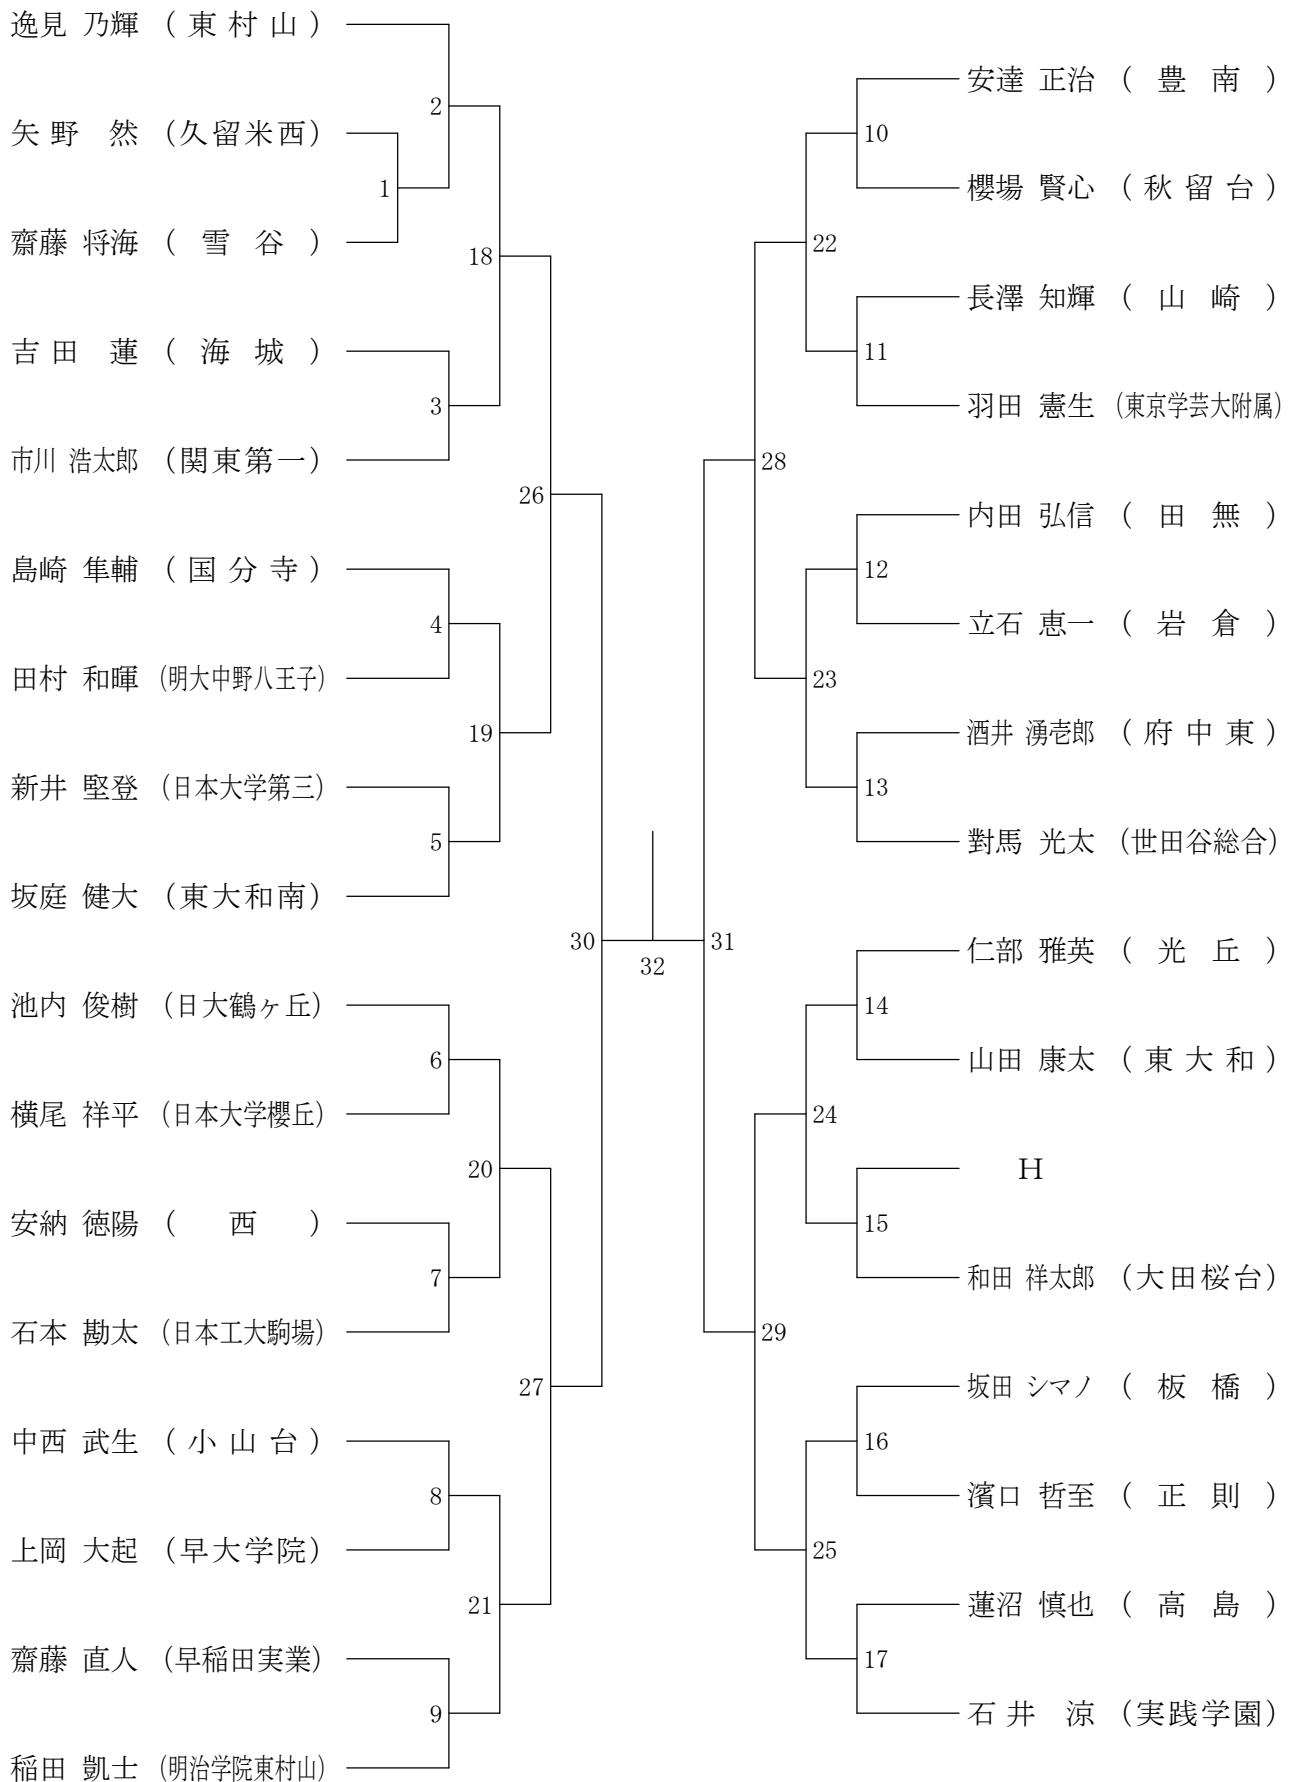 逸見 乃輝 （東村山）
2
矢野 然 （久留米西）
1
齋藤 将海 （雪谷）
18
吉田 蓮 （海城）
3
市川 浩太郎 （関東第一）
26
島崎 隼輔 （国分寺）
4
田村 和暉 （明大中野八王子）
19
新井 堅登 （日本大学第三）
5
坂庭 健大 （東大和南）
30
池内 俊樹 （日大鶴ヶ丘）
6
横尾 祥平 （日本大学櫻丘）
20
安納 徳陽 （西）
7
石本 勘太 （日本工大駒場）
27
中西 武生 （小山台）
8
上岡 大起 （早大学院）
21
齋藤 直人 （早稲田実業）
9
稲田 凱士 （明治学院東村山）
32
安達 正治 （豊南）
10
櫻場 賢心 （秋留台）
22
長澤 知輝 （山崎）
11
羽田 憲生 （東京学芸大附属）
28
内田 弘信 （田無）
12
立石 恵一 （岩倉）
23
酒井 湧壱郎 （府中東）
13
對馬 光太 （世田谷総合）
31
仁部 雅英 （光丘）
14
山田 康太 （東大和）
24
H
15
和田 祥太郎 （大田桜台）
29
坂田 シマノ （板橋）
16
濱口 哲至 （正則）
25
蓮沼 慎也 （高島）
17
石井 涼 （実践学園）